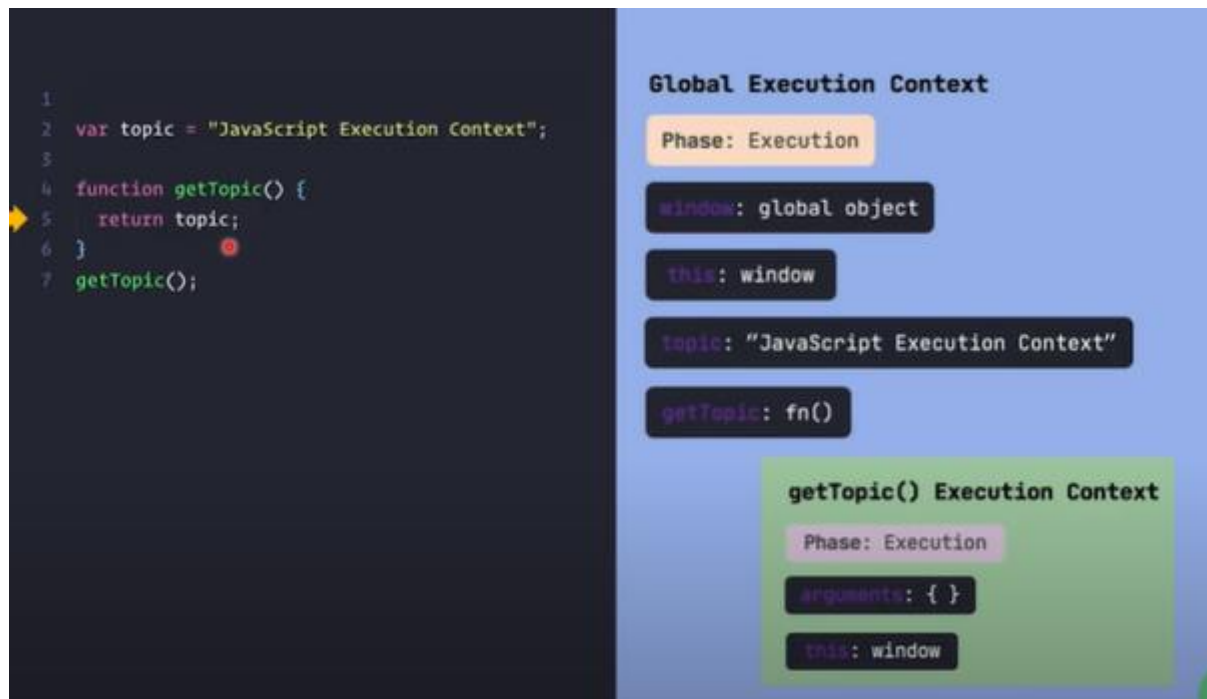 1
2 var topic = "JavaScript Execution Context";
3
4 function getTopic() {
5 return topic;
6 }
7 getTopic();
Global Execution Context
Phase: Execution
window: global object
this: window
topic: “JavaScript Execution Context”
getTopic: fn()
getTopic() Execution Context
Phase: Execution
arguments: { }
this: window